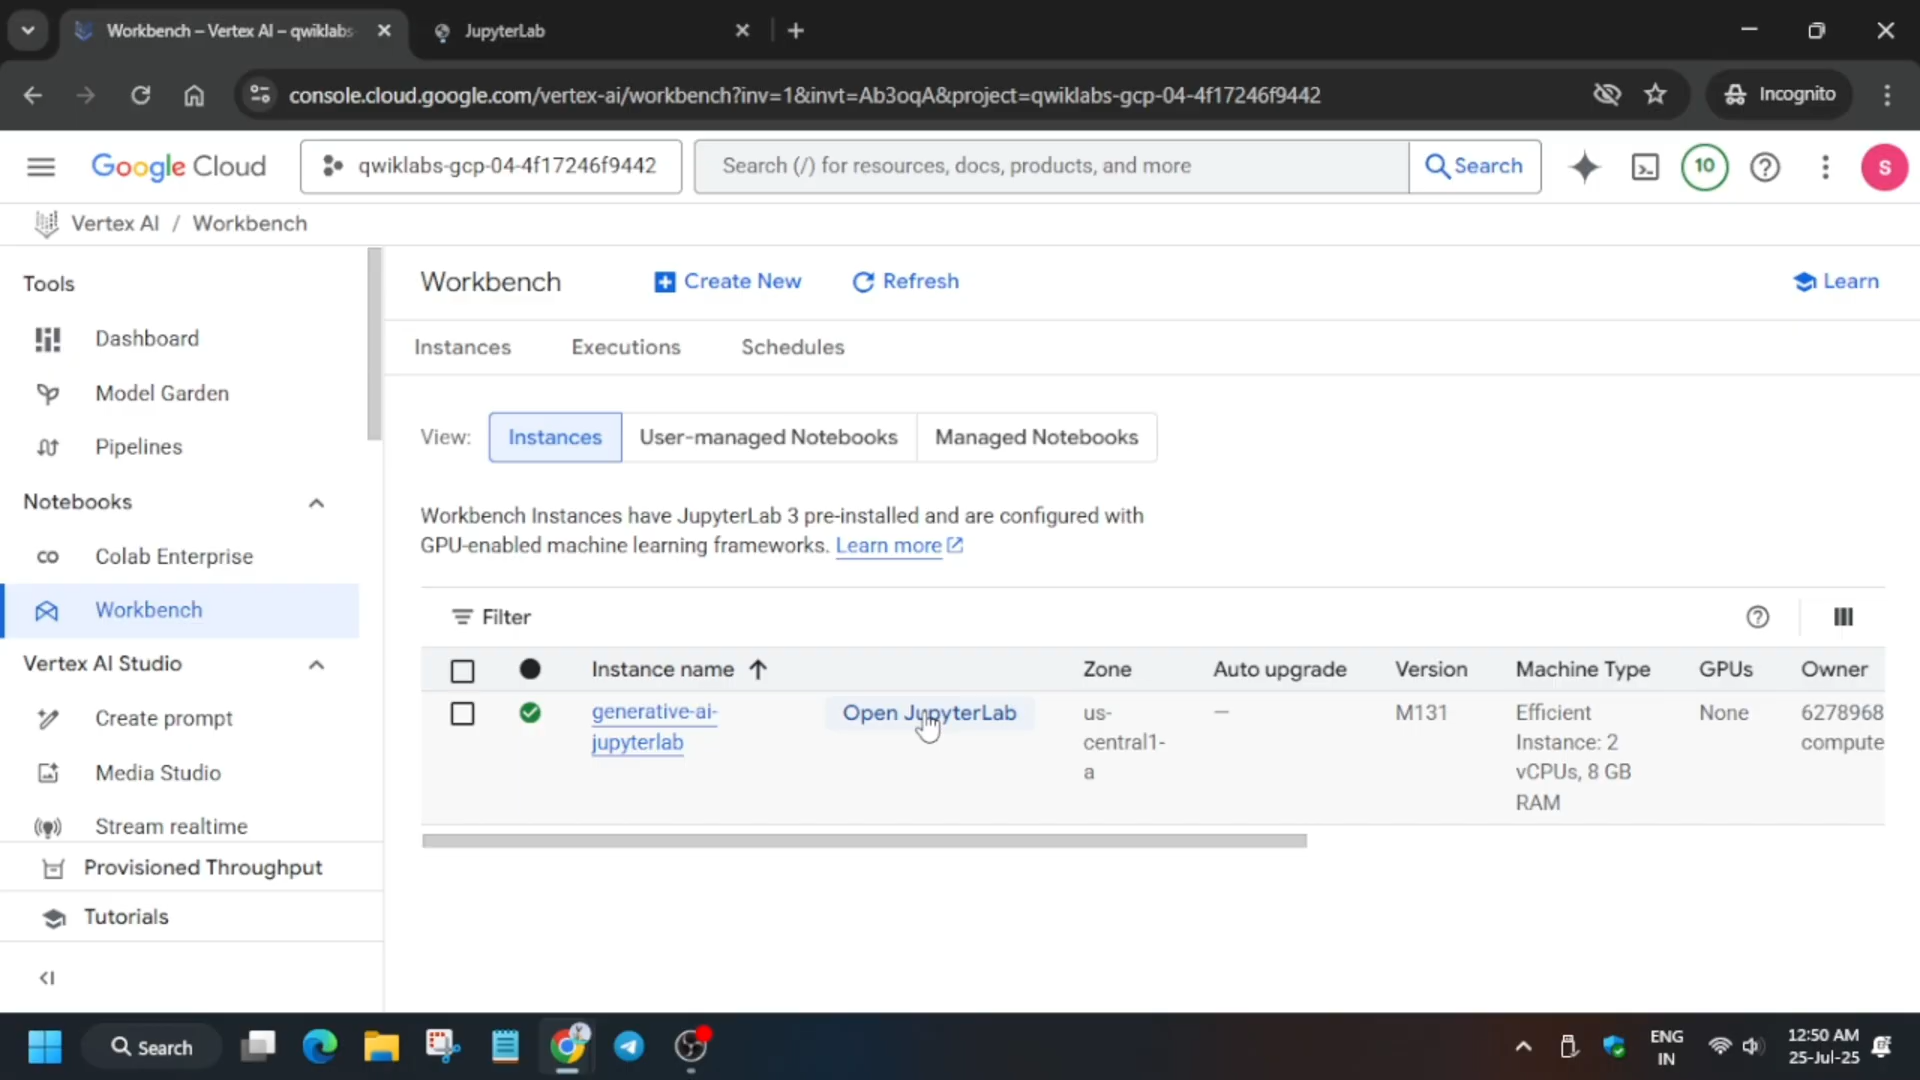 Workbench – Vertex AI – qwiklabs-
JupyterLab
console.cloud.google.com/vertex-ai/workbench?inv=1&invt=Ab3oqA&project=qwiklabs-gcp-04-4f17246f9442
Incognito
Google Cloud
qwiklabs-gcp-04-4f17246f9442
Search (/) for resources, docs, products, and more
Search
10
S
Vertex AI / Workbench
Tools
Dashboard
Model Garden
Pipelines
Notebooks
Colab Enterprise
Workbench
Vertex AI Studio
Create prompt
Media Studio
Stream realtime
Provisioned Throughput
Tutorials
Workbench
Create New
Refresh
Learn
Instances
Executions
Schedules
View:
Instances
User-managed Notebooks
Managed Notebooks
Workbench Instances have JupyterLab 3 pre-installed and are configured with
GPU-enabled machine learning frameworks. Learn more
Filter
Instance name
Zone
Auto upgrade
Version
Machine Type
GPUs
Owner
generative-ai-
jupyterlab
Open JupyterLab
us-
central1-
a
—
M131
Efficient
Instance: 2
vCPUs, 8 GB
RAM
None
6278968
compute
Search
ENG
IN
12:50 AM
25-Jul-25